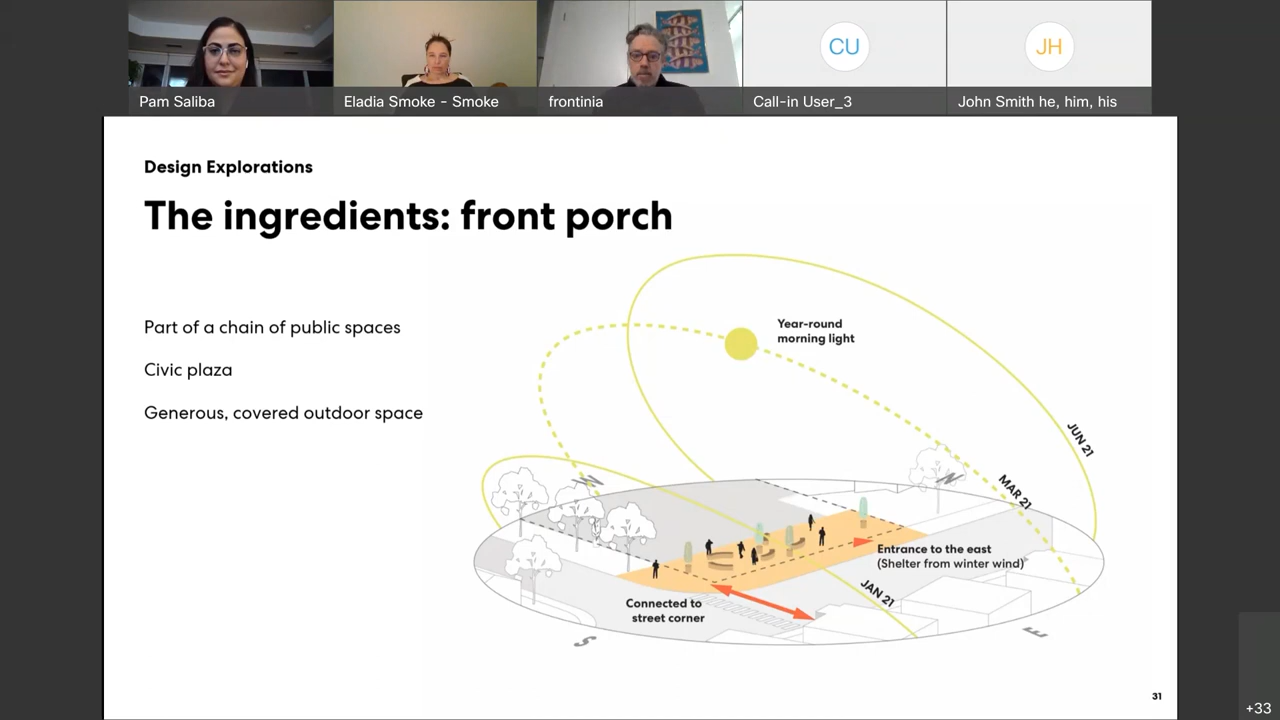 Pam Saliba
Eladia Smoke - Smoke
frontinia
CU
Call-in User_3
JH
John Smith he, him, his
Design Explorations
The ingredients: front porch
Part of a chain of public spaces
Civic plaza
Generous, covered outdoor space
Year-round
morning light
JUN 21
MAR 21
W
N
Entrance to the east
(Shelter from winter wind)
JAN 21
Connected to
street corner
S
E
31
+33